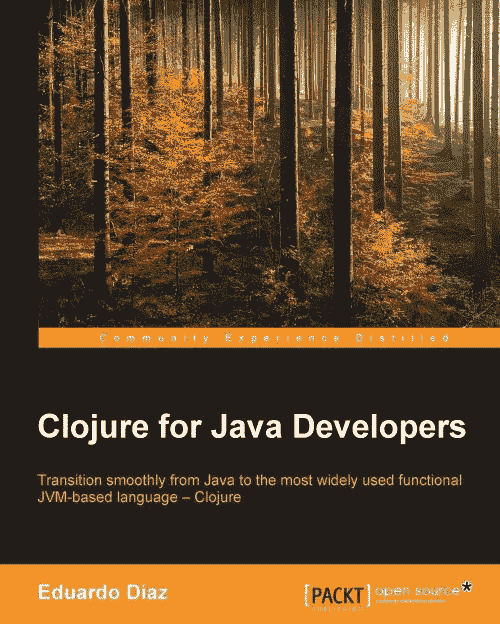 Community Experience Distilled
Clojure for Java Developers
Transition smoothly from Java to the most widely used functional
JVM-based language – Clojure
Eduardo Díaz
[PACKT] open source*
PUBLISHING